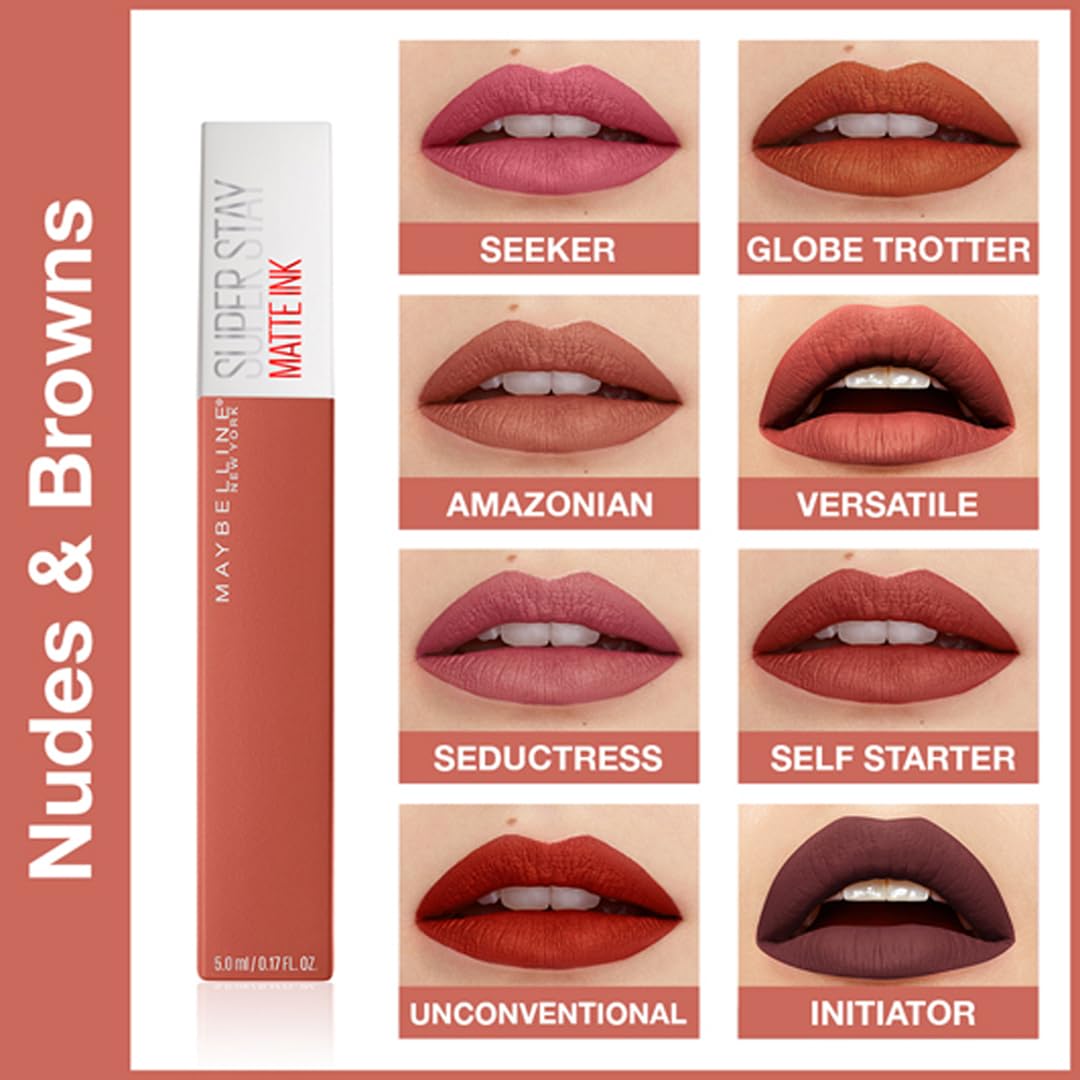 Nudes & Browns
SUPER STAY
MATTE INK
MAYBELLINE®
NEW YORK
5.0 ml / 0.17 FL. OZ.
SEEKER
GLOBE TROTTER
AMAZONIAN
VERSATILE
SEDUCTRESS
SELF STARTER
UNCONVENTIONAL
INITIATOR